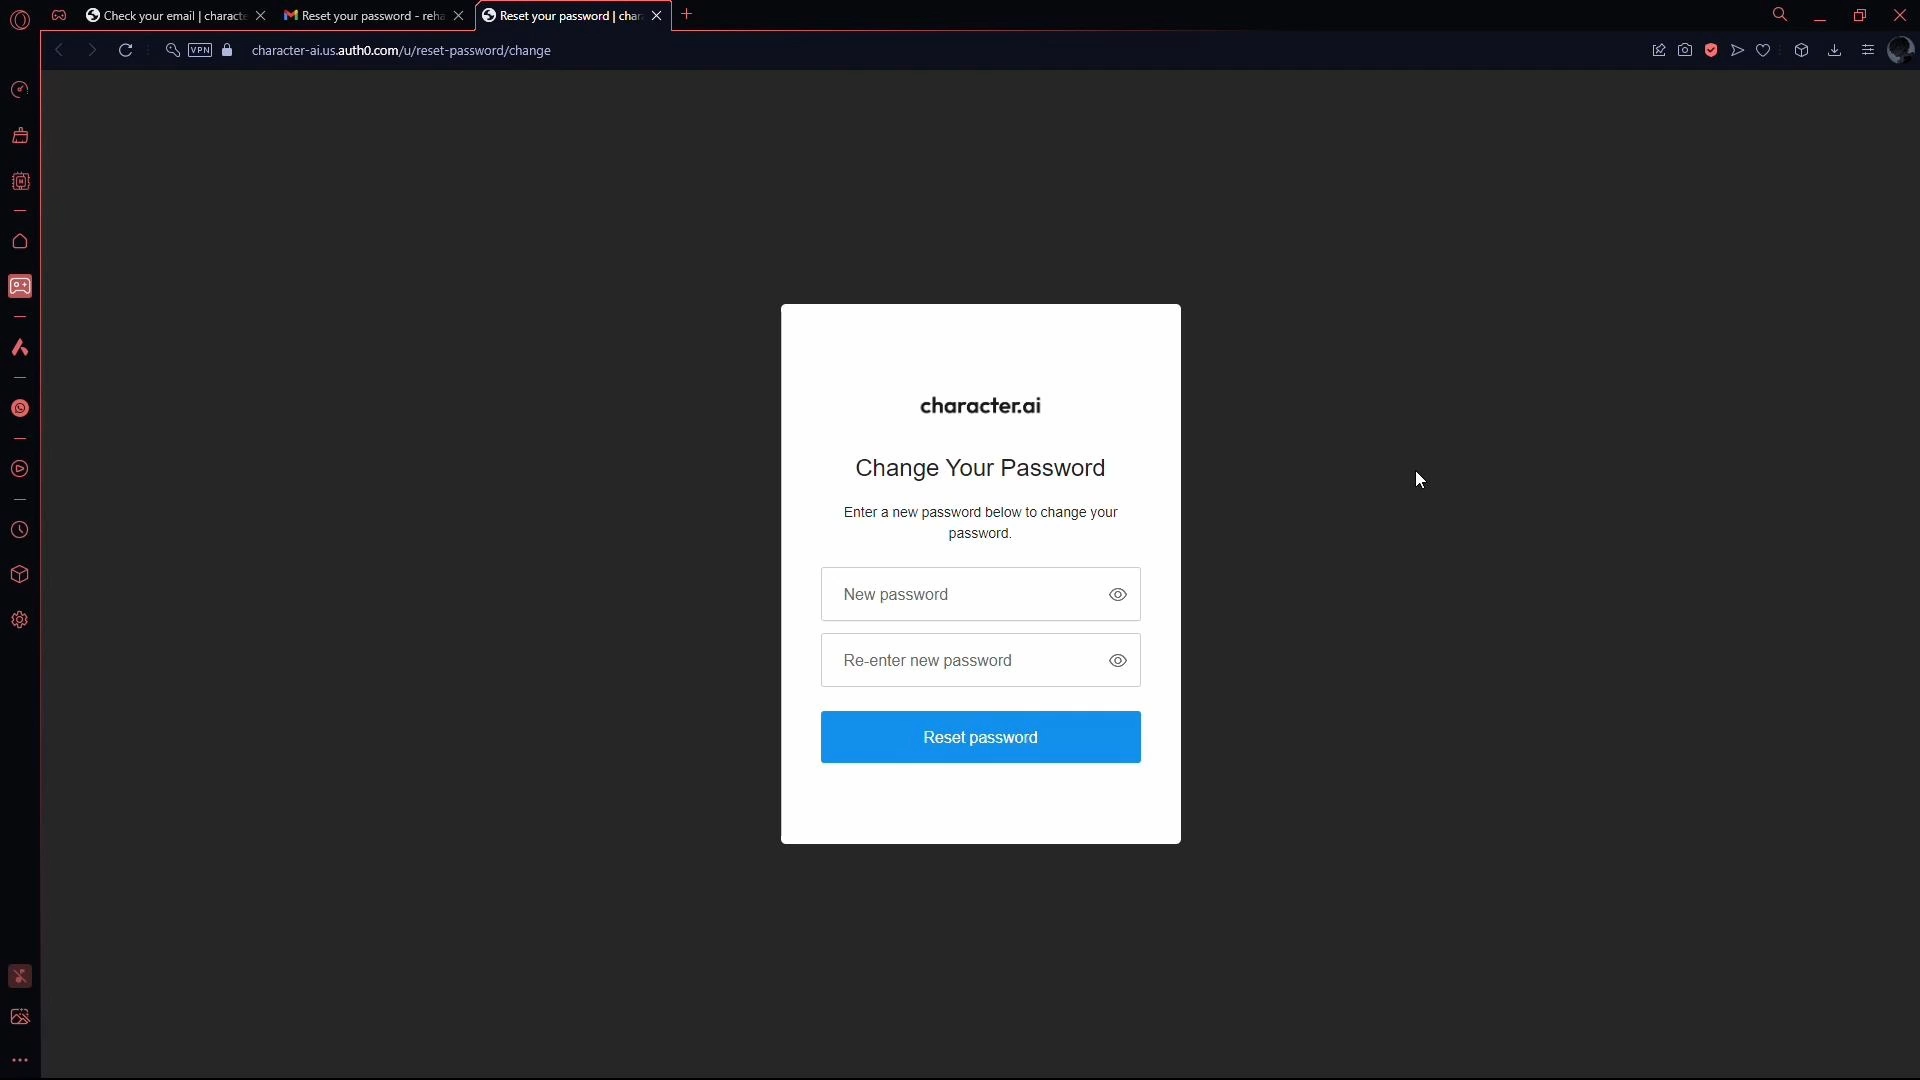 Check your email | characte
Reset your password - reha
Reset your password | char
VPN
character-ai.us.auth0.com/u/reset-password/change
character.ai
Change Your Password
Enter a new password below to change your
password.
New password
Re-enter new password
Reset password